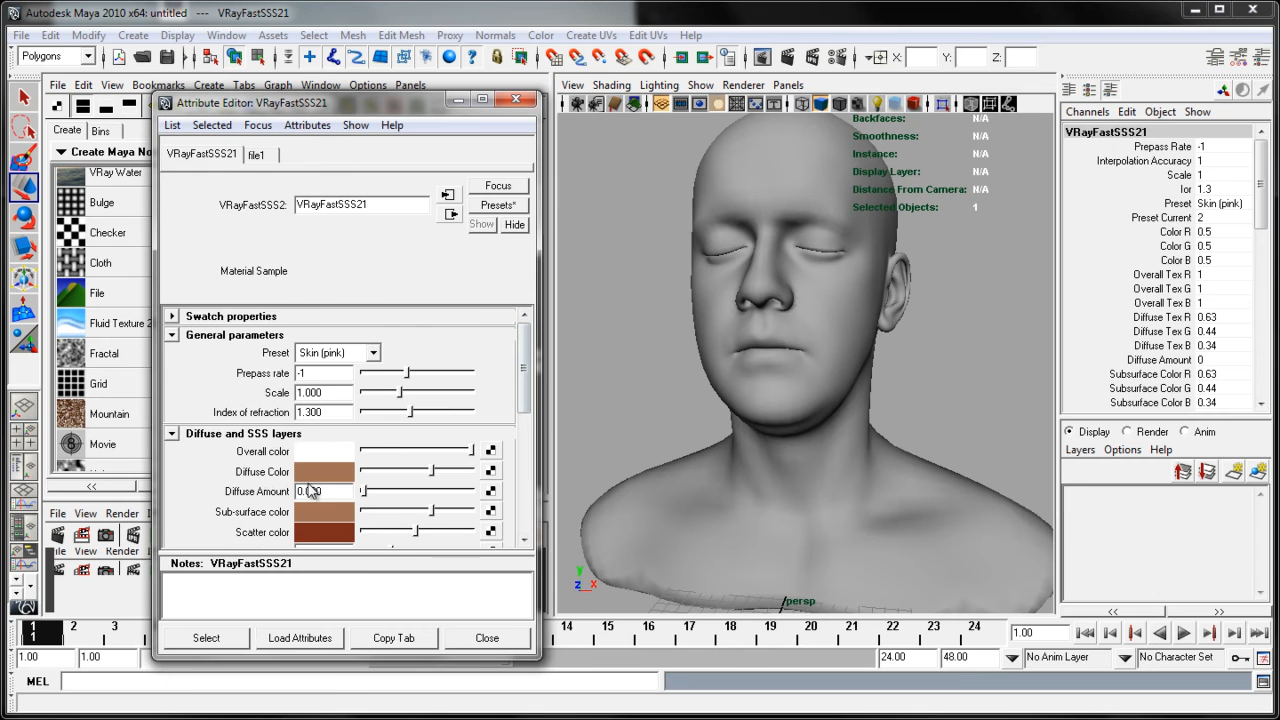 Autodesk Maya 2010 x64: untitled --- VRayFastSSS21
File Edit Modify Create Display Window Assets Select Mesh Edit Mesh Proxy Normals Color Create UVs Edit UVs Help
Polygons X: Y: Z:
File Edit View Bookmarks Create Tabs Graph Window Options Panels
View Shading Lighting Show Renderer Panels
Create Bins
Create Maya No
VRay Water
Bulge
Checker
Cloth
File
Fluid Texture 2
Fractal
Grid
Mountain
Movie
<<
File View Render
View Render
Attribute Editor: VRayFastSSS21
List Selected Focus Attributes Show Help
VRayFastSSS21 file1
VRayFastSSS2: VRayFastSSS21
Focus
Presets*
Show Hide
Material Sample
Swatch properties
General parameters
Preset Skin (pink)
Prepass rate -1
Scale 1.000
Index of refraction 1.300
Diffuse and SSS layers
Overall color
Diffuse Color
Diffuse Amount
Sub-surface color
Scatter color
Notes: VRayFastSSS21
Select Load Attributes Copy Tab Close
Backfaces: N/A
Smoothness: N/A
Instance: N/A
Display Layer: N/A
Distance From Camera: N/A
Selected Objects: 1
y
z x
persp
Channels Edit Object Show
VRayFastSSS21
Prepass Rate -1
Interpolation Accuracy 1
Scale 1
Ior 1.3
Preset Skin (pink)
Preset Current 2
Color R 0.5
Color G 0.5
Color B 0.5
Overall Tex R 1
Overall Tex G 1
Overall Tex B 1
Diffuse Tex R 0.63
Diffuse Tex G 0.44
Diffuse Tex B 0.34
Diffuse Amount 0
Subsurface Color R 0.63
Subsurface Color G 0.44
Subsurface Color B 0.34
Display Render Anim
Layers Options Help
<< >>
1 2 3 14 15 16 17 18 19 20 21 22 23 24 1.00
1
1.00 1.00 24.00 48.00 No Anim Layer No Character Set
MEL